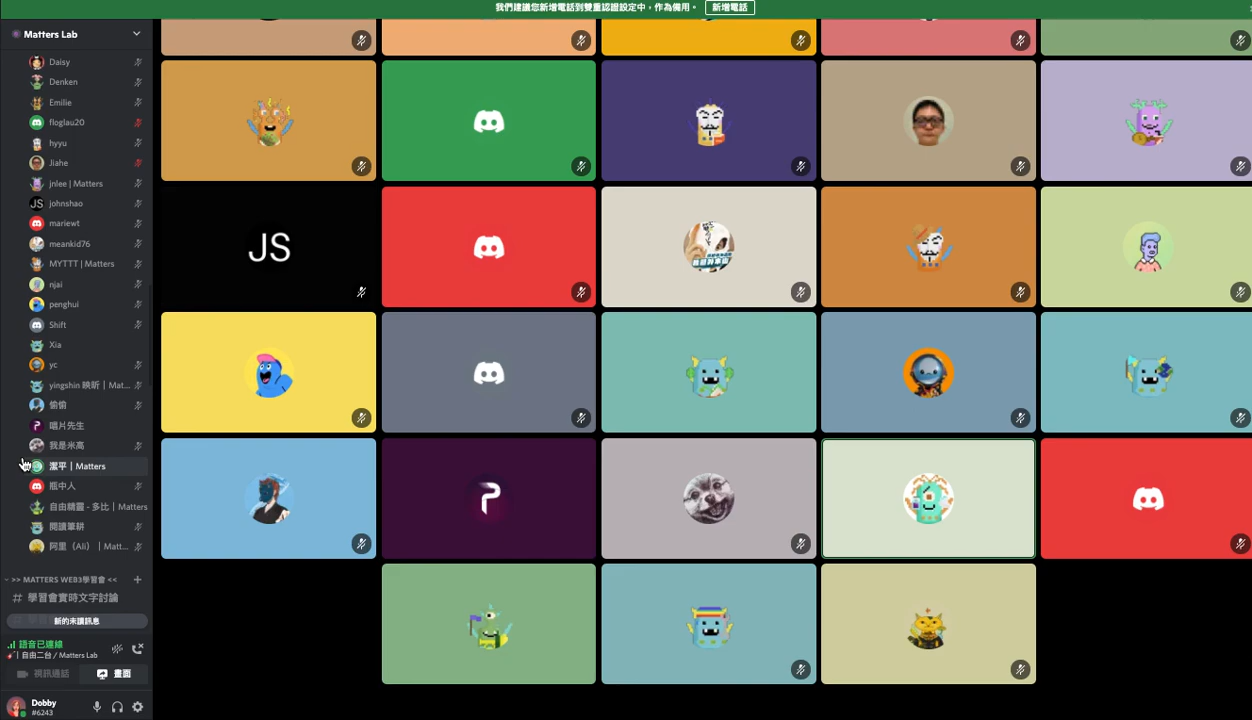 我們建議您新增電話到雙重認證設定中，作為備用。 新增電話
Matters Lab
Daisy
Denken
Emilie
floglau20
hyyu
Jiahe
jnlee | Matters
johnshao
mariewt
meankid76
MYTTT | Matters
njai
penghui
Shift
Xia
yc
yingshin 映昕｜Mat...
偷偷
唱片先生
我是米高
潔平｜Matters
瓶中人
自由精靈 - 多比｜Matters
閱讀筆耕
阿里（Ali）｜Matt...
>> MATTERS WEB3學習會 <<
學習會實時文字討論
新的未讀訊息
語音已連線
｜自由二台 / Matters Lab
視訊通話 畫面
Dobby
#6243
JS
JS